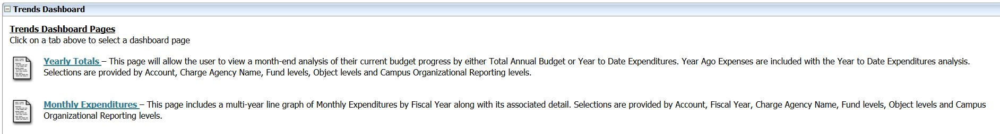 Trends Dashboard
Trends Dashboard Pages
Click on a tab above to select a dashboard page
Yearly Totals – This page will allow the user to view a month-end analysis of their current budget progress by either Total Annual Budget or Year to Date Expenditures. Year Ago Expenses are included with the Year to Date Expenditures analysis.
Selections are provided by Account, Charge Agency Name, Fund levels, Object levels and Campus Organizational Reporting levels.
Monthly Expenditures – This page includes a multi-year line graph of Monthly Expenditures by Fiscal Year along with its associated detail. Selections are provided by Account, Fiscal Year, Charge Agency Name, Fund levels, Object levels and Campus
Organizational Reporting levels.